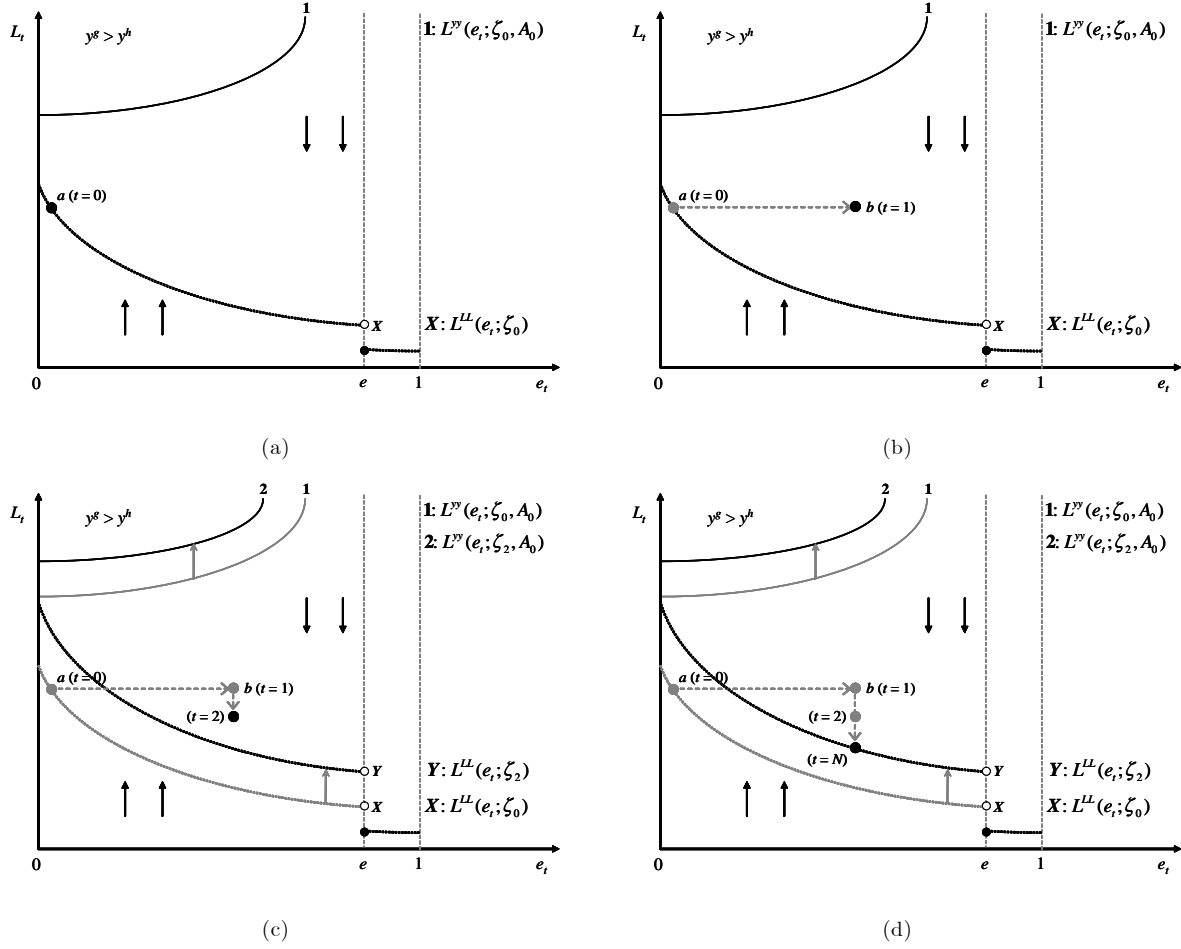 1
L_t
y^g > y^h
1: L^{yy}(e_t; ζ_0, A_0)
a (t = 0)
X
X: L^{LL}(e_t; ζ_0)
0
e
1
e_t
(a)
1
L_t
y^g > y^h
1: L^{yy}(e_t; ζ_0, A_0)
a (t = 0)
b (t = 1)
X
X: L^{LL}(e_t; ζ_0)
0
e
1
e_t
(b)
2 1
L_t
y^g > y^h
1: L^{yy}(e_t; ζ_0, A_0)
2: L^{yy}(e_t; ζ_2, A_0)
a (t = 0)
b (t = 1)
(t = 2)
Y
Y: L^{LL}(e_t; ζ_2)
X
X: L^{LL}(e_t; ζ_0)
0
e
1
e_t
(c)
2 1
L_t
y^g > y^h
1: L^{yy}(e_t; ζ_0, A_0)
2: L^{yy}(e_t; ζ_2, A_0)
a (t = 0)
b (t = 1)
(t = 2)
(t = N)
Y
Y: L^{LL}(e_t; ζ_2)
X
X: L^{LL}(e_t; ζ_0)
0
e
1
e_t
(d)